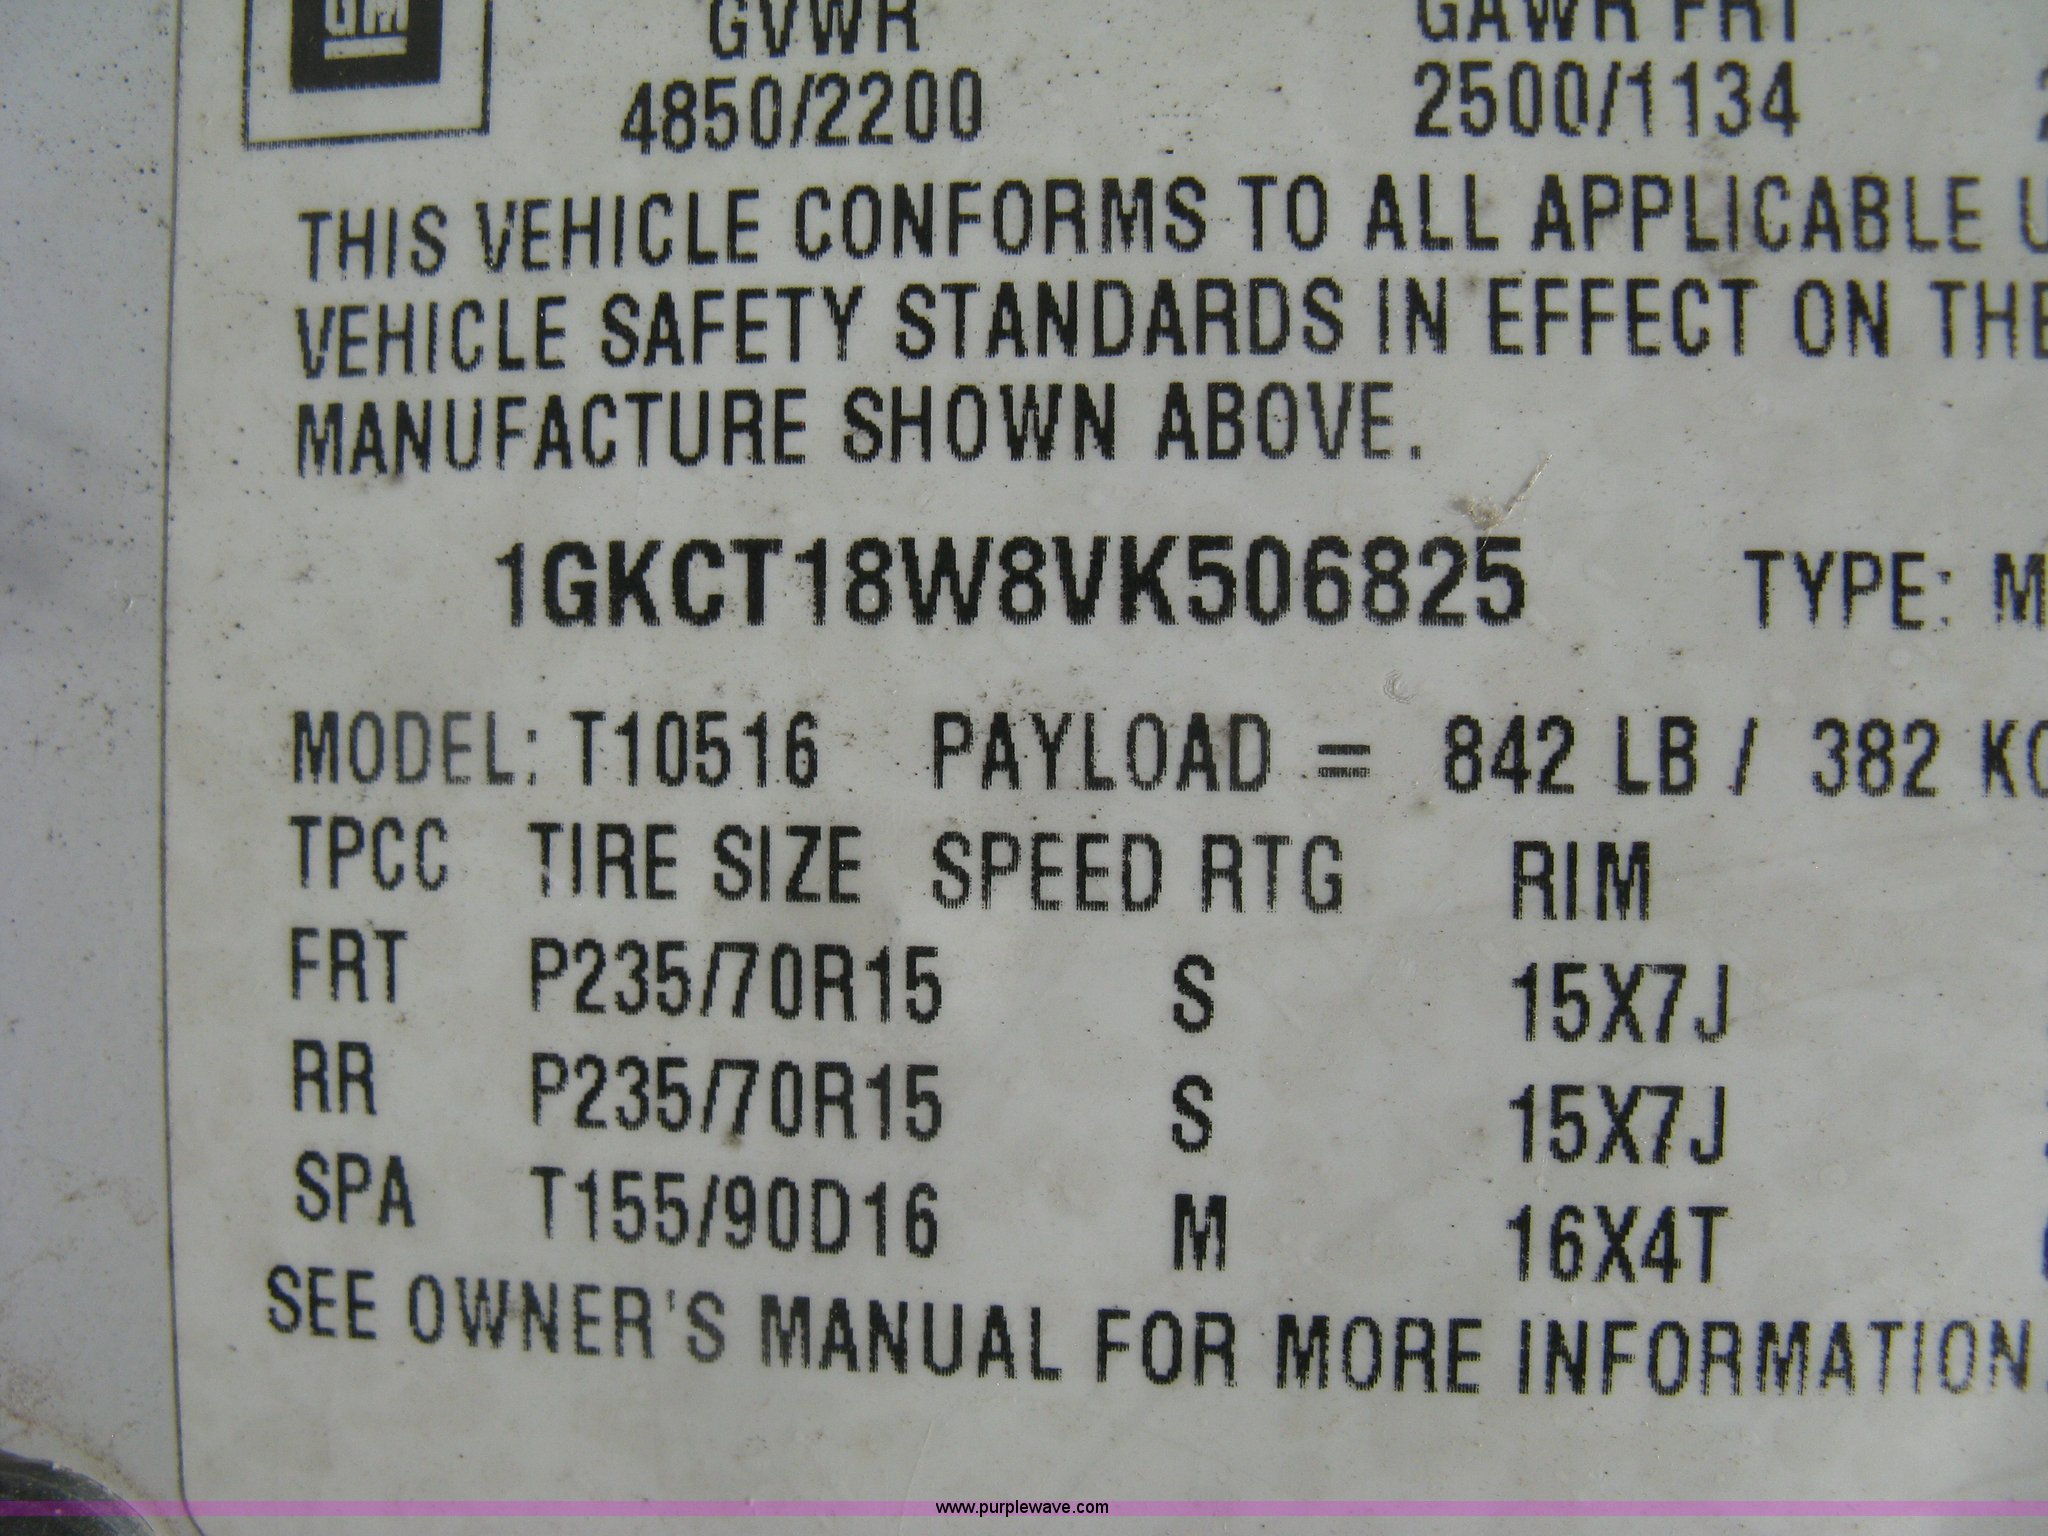 GM
GVWR GAWR FRT
4850/2200 2500/1134
THIS VEHICLE CONFORMS TO ALL APPLICABLE U
VEHICLE SAFETY STANDARDS IN EFFECT ON THE
MANUFACTURE SHOWN ABOVE.
1GKCT18W8VK506825 TYPE: M
MODEL: T10516 PAYLOAD = 842 LB / 382 KG
TPCC TIRE SIZE SPEED RTG RIM
FRT P235/70R15 S 15X7J
RR P235/70R15 S 15X7J
SPA T155/90D16 M 16X4T
SEE OWNER'S MANUAL FOR MORE INFORMATION.
www.purplewave.com